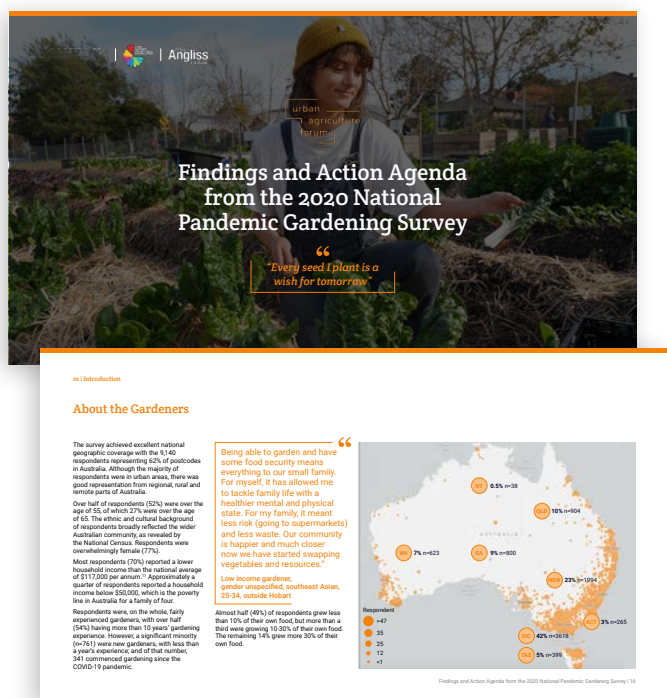 Angliss
urban
agriculture
forum
Findings and Action Agenda
from the 2020 National
Pandemic Gardening Survey
“
“Every seed I plant is a
wish for tomorrow”
01 | Introduction
About the Gardeners
The survey achieved excellent national
geographic coverage with the 9,140
respondents representing 62% of postcodes
in Australia. Although the majority of
respondents were in urban areas, there was
good representation from regional, rural and
remote parts of Australia.
Over half of respondents (52%) were over the
age of 55, of which 27% were over the age
of 65. The ethnic and cultural background
of respondents broadly reflected the wider
Australian community, as revealed by
the National Census. Respondents were
overwhelmingly female (77%).
Most respondents (70%) reported a lower
household income than the national average
of $117,000 per annum. Approximately a
quarter of respondents reported a household
income below $50,000, which is the poverty
line in Australia for a family of four.
Respondents were, on the whole, fairly
experienced gardeners, with over half
(54%) having more than 10 years’ gardening
experience. However, a significant minority
(n=761) were new gardeners, with less than
a year’s experience; and of that number,
341 commenced gardening since the
COVID-19 pandemic.
“
Being able to garden and have
some food security means
everything to our small family.
For myself, it has allowed me
to tackle family life with a
healthier mental and physical
state. For my family, it meant
less risk (going to supermarkets)
and less waste. Our community
is happier and much closer
now we have started swapping
vegetables and resources.”
Low income gardener,
gender unspecified, southeast Asian,
25-34, outside Hobart
Almost half (49%) of respondents grew less
than 10% of their own food, but more than a
third were growing 10-30% of their own food.
The remaining 14% grew more 30% of their
own food.
NT 0.5% n=38
QLD 10% n=904
AUSTRALIA
WA 7% n=623
SA 9% n=800
NSW 23% n=1994
ACT 3% n=265
VIC 42% n=3618
TAS 5% n=399
Respondent
>47
35
25
12
<1
Findings and Action Agenda from the 2020 National Pandemic Gardening Survey | 16